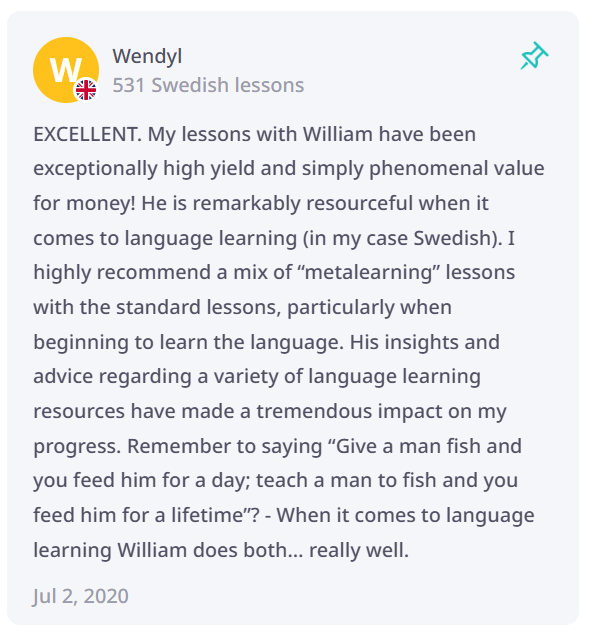 W
Wendyl
531 Swedish lessons
EXCELLENT. My lessons with William have been
exceptionally high yield and simply phenomenal value
for money! He is remarkably resourceful when it
comes to language learning (in my case Swedish). I
highly recommend a mix of “metalearning” lessons
with the standard lessons, particularly when
beginning to learn the language. His insights and
advice regarding a variety of language learning
resources have made a tremendous impact on my
progress. Remember to saying “Give a man fish and
you feed him for a day; teach a man to fish and you
feed him for a lifetime”? - When it comes to language
learning William does both... really well.
Jul 2, 2020